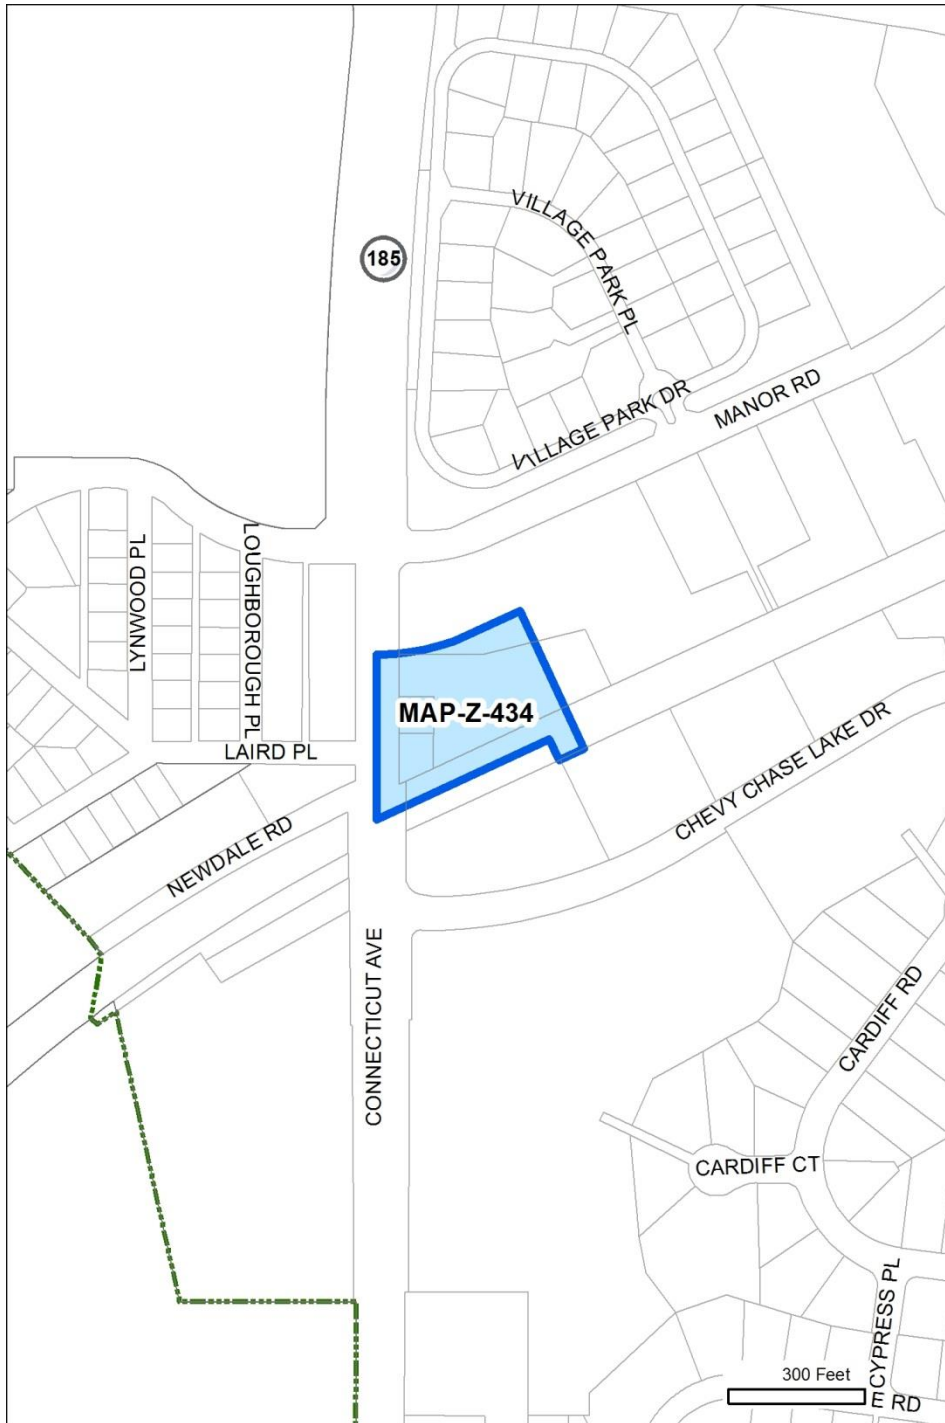 VILLAGE PARK PL
185
VILLAGE PARK DR
MANOR RD
LYNWOOD PL
LOUGHBOROUGH PL
MAP-Z-434
LAIRD PL
CHEVY CHASE LAKE DR
NEWDALE RD
CONNECTICUT AVE
CARDIFF RD
CARDIFF CT
CYPRESS PL
300 Feet
E RD